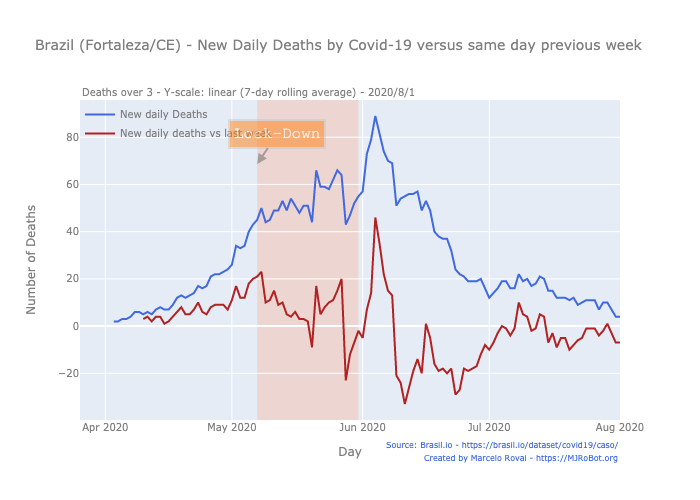 Brazil (Fortaleza/CE) - New Daily Deaths by Covid-19 versus same day previous week
Deaths over 3 - Y-scale: linear (7-day rolling average) - 2020/8/1
New daily Deaths
New daily deaths vs last week
Lock-Down
80
60
40
20
0
−20
Number of Deaths
Apr 2020
May 2020
Jun 2020
Jul 2020
Aug 2020
Day
Source: Brasil.io - https://brasil.io/dataset/covid19/caso/
Created by Marcelo Rovai - https://MJRoBot.org